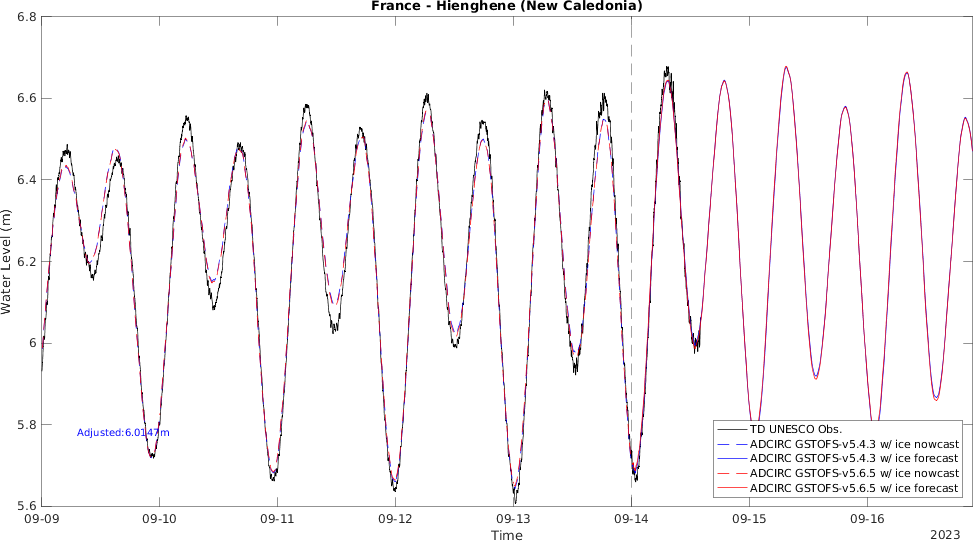 France - Hienghene (New Caledonia)
6.8
6.6
6.4
6.2
6
5.8
5.6
Water Level (m)
Adjusted:6.0147m
TD UNESCO Obs.
ADCIRC GSTOFS-v5.4.3 w/ ice nowcast
ADCIRC GSTOFS-v5.4.3 w/ ice forecast
ADCIRC GSTOFS-v5.6.5 w/ ice nowcast
ADCIRC GSTOFS-v5.6.5 w/ ice forecast
09-09 09-10 09-11 09-12 09-13 09-14 09-15 09-16
Time
2023